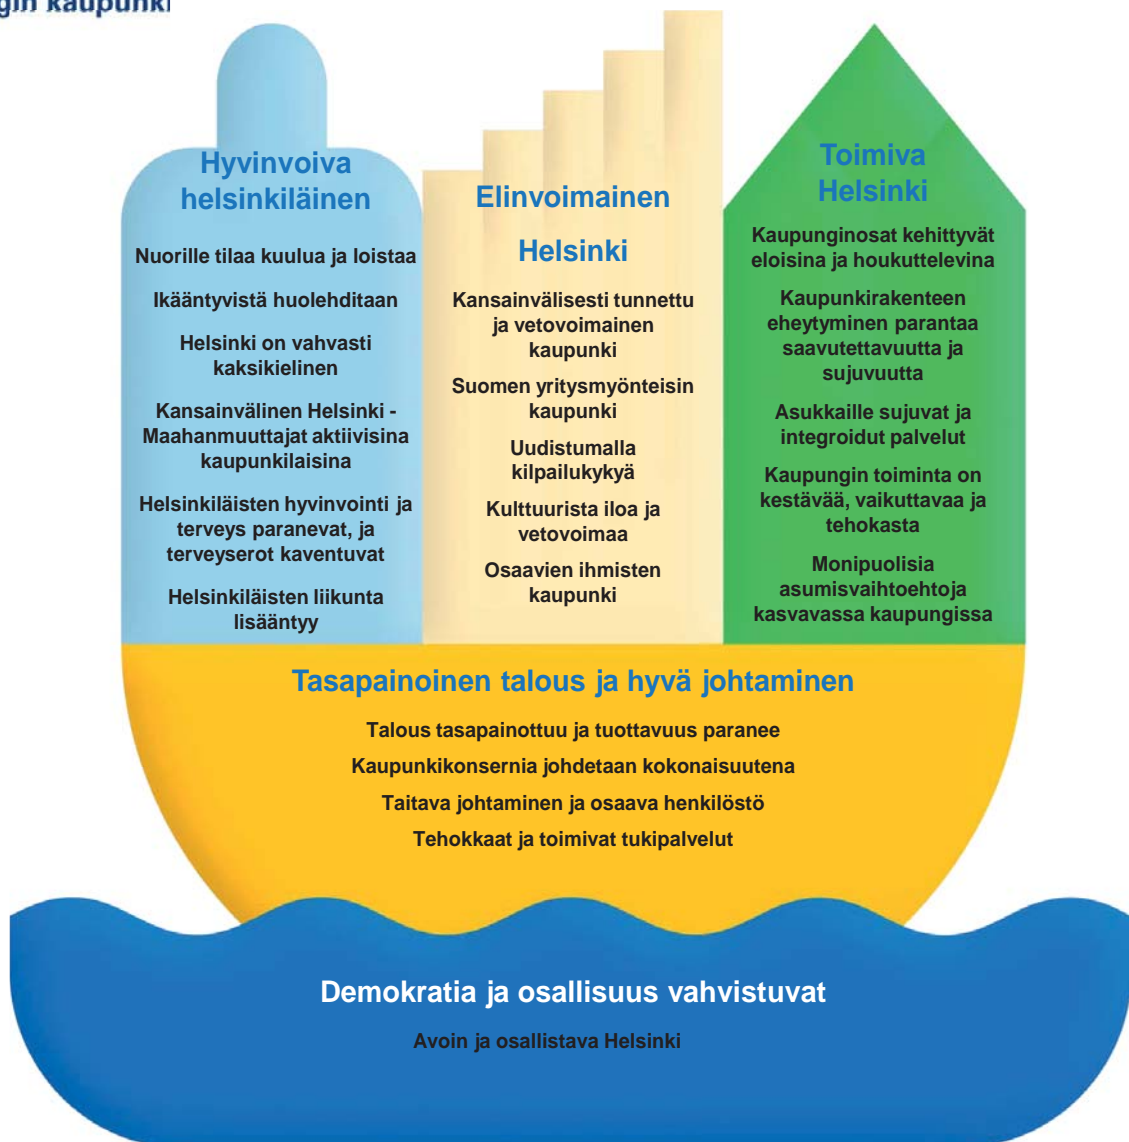 kaupunki
Hyvinvoiva
helsinkiläinen
Nuorille tilaa kuulua ja loistaa
Ikääntyvistä huolehditaan
Helsinki on vahvasti
kaksikielinen
Kansainvälinen Helsinki -
Maahanmuuttajat aktiivisina
kaupunkilaisina
Helsinkiläisten hyvinvointi ja
terveys paranevat, ja
terveyserot kaventuvat
Helsinkiläisten liikunta
lisääntyy
Elinvoimainen
Helsinki
Kansainvälisesti tunnettu
ja vetovoimainen
kaupunki
Suomen yritysmyönteisin
kaupunki
Uudistumalla
kilpailukykyä
Kulttuurista iloa ja
vetovoimaa
Osaavien ihmisten
kaupunki
Toimiva
Helsinki
Kaupunginosat kehittyvät
eloisina ja houkuttelevina
Kaupunkirakenteen
eheytyminen parantaa
saavutettavuutta ja
sujuvuutta
Asukkaille sujuvat ja
integroidut palvelut
Kaupungin toiminta on
kestävää, vaikuttavaa ja
tehokasta
Monipuolisia
asumisvaihtoehtoja
kasvavassa kaupungissa
Tasapainoinen talous ja hyvä johtaminen
Talous tasapainottuu ja tuottavuus paranee
Kaupunkikonsernia johdetaan kokonaisuutena
Taitava johtaminen ja osaava henkilöstö
Tehokkaat ja toimivat tukipalvelut
Demokratia ja osallisuus vahvistuvat
Avoin ja osallistava Helsinki